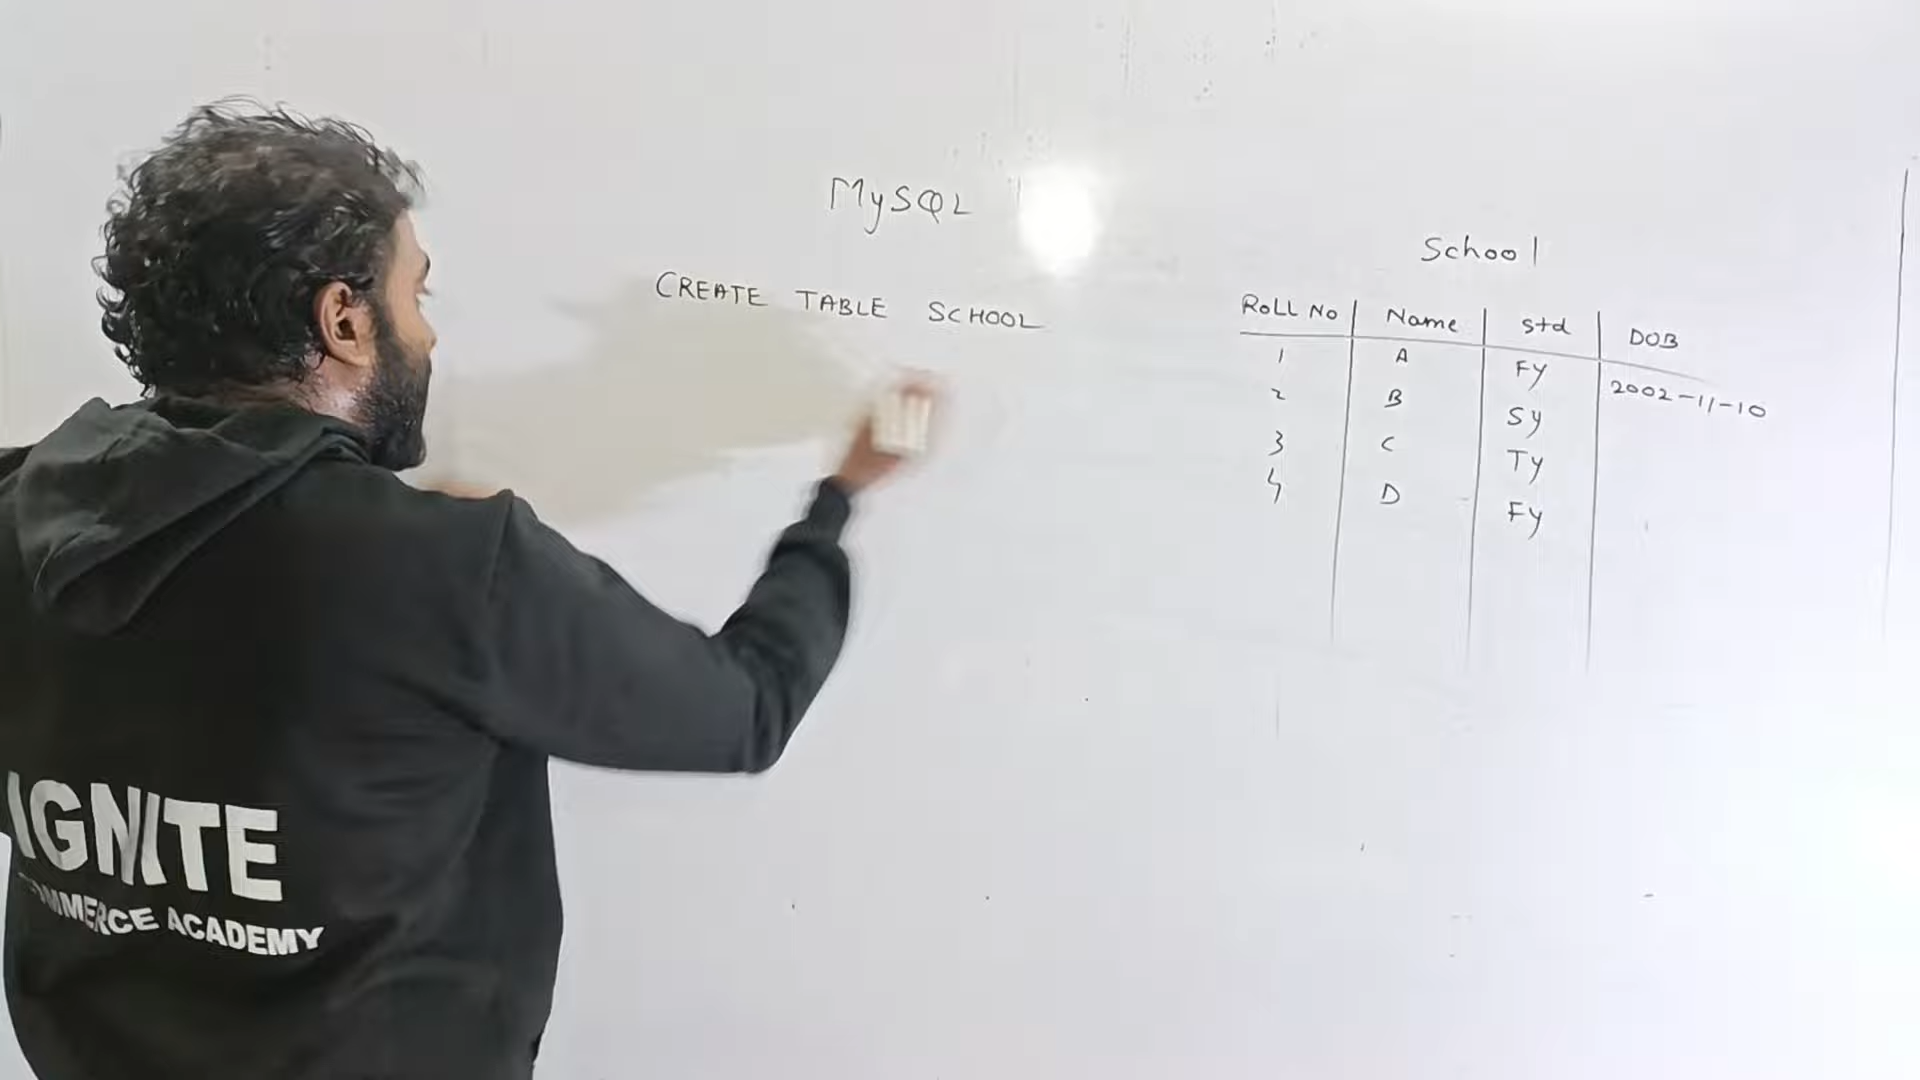 MySQL
CREATE TABLE SCHOOL
School
Roll No Name std DOB
1 A Fy 2002-11-10
2 B Sy
3 C Ty
4 D Fy
IGNITE
COMMERCE ACADEMY